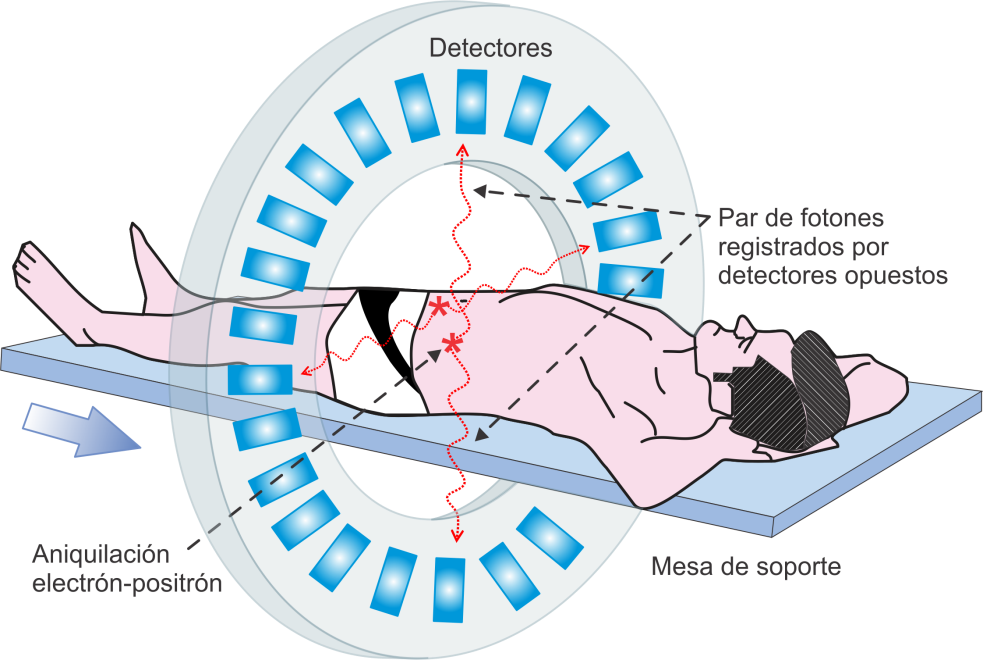 Detectores
Par de fotones
registrados por
detectores opuestos
Aniquilación
electrón-positrón
Mesa de soporte